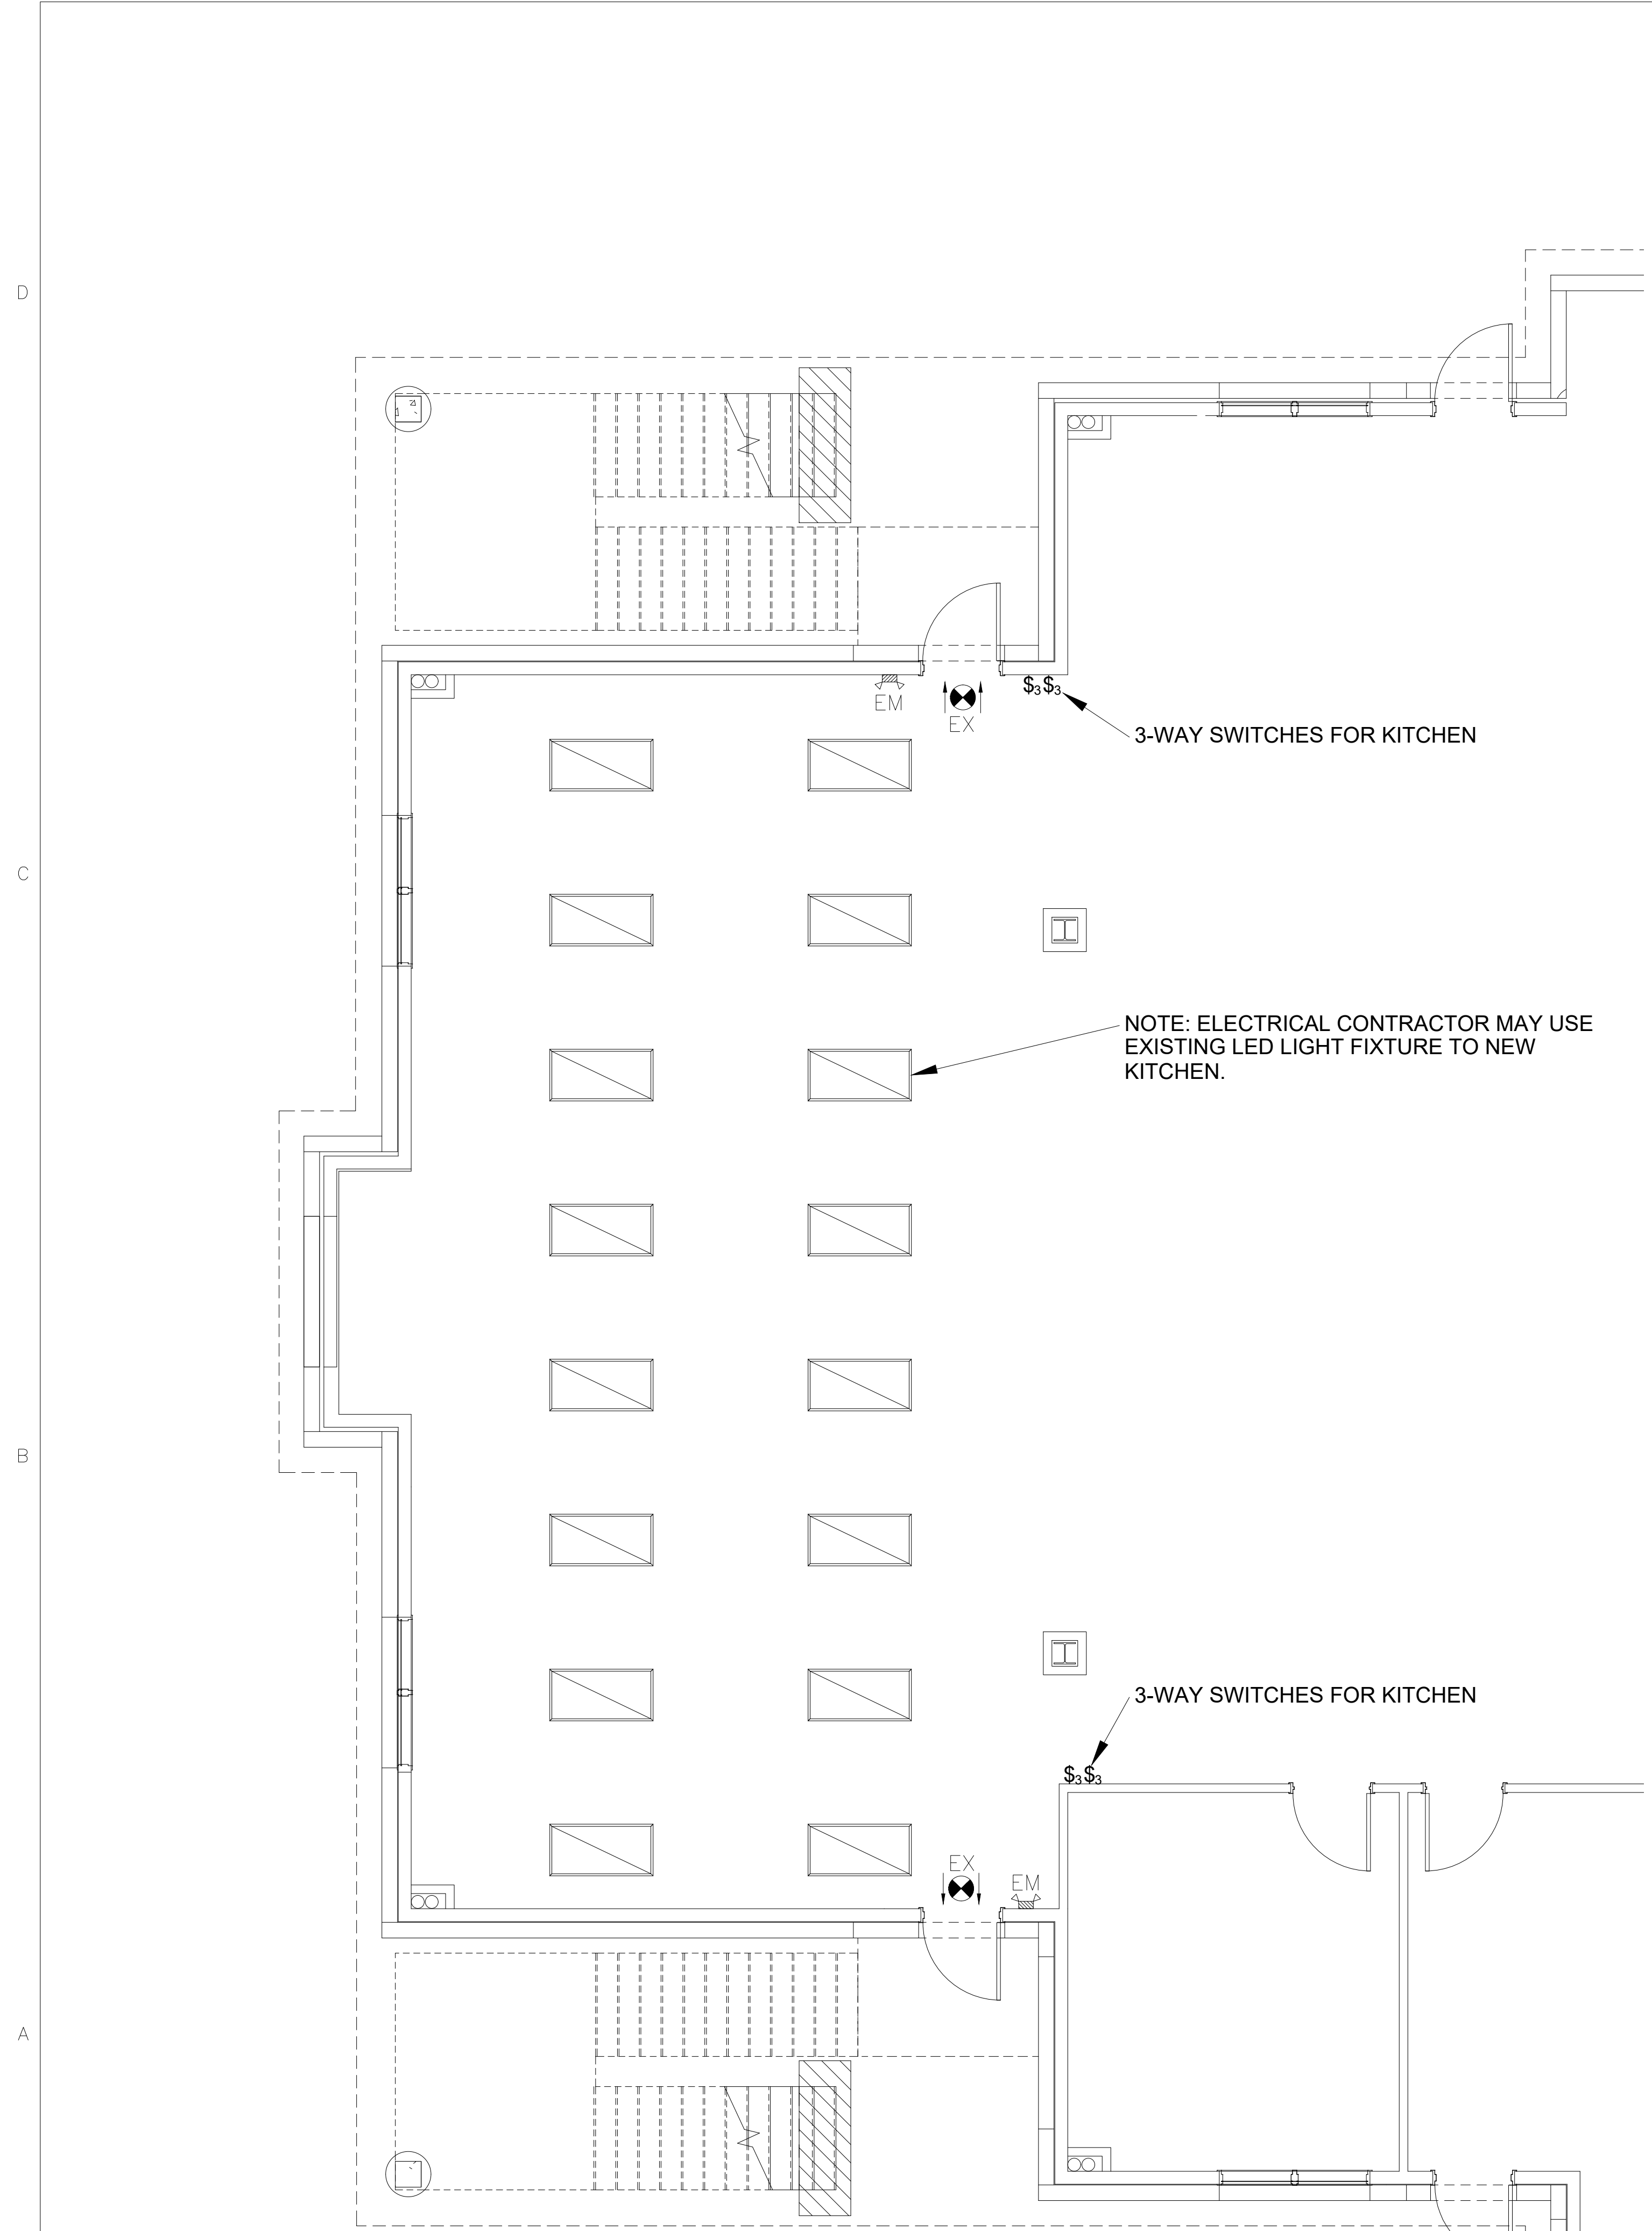 D
$3$3
EM
EX
3-WAY SWITCHES FOR KITCHEN
C
NOTE: ELECTRICAL CONTRACTOR MAY USE
EXISTING LED LIGHT FIXTURE TO NEW
KITCHEN.
B
3-WAY SWITCHES FOR KITCHEN
$3$3
EX
EM
A